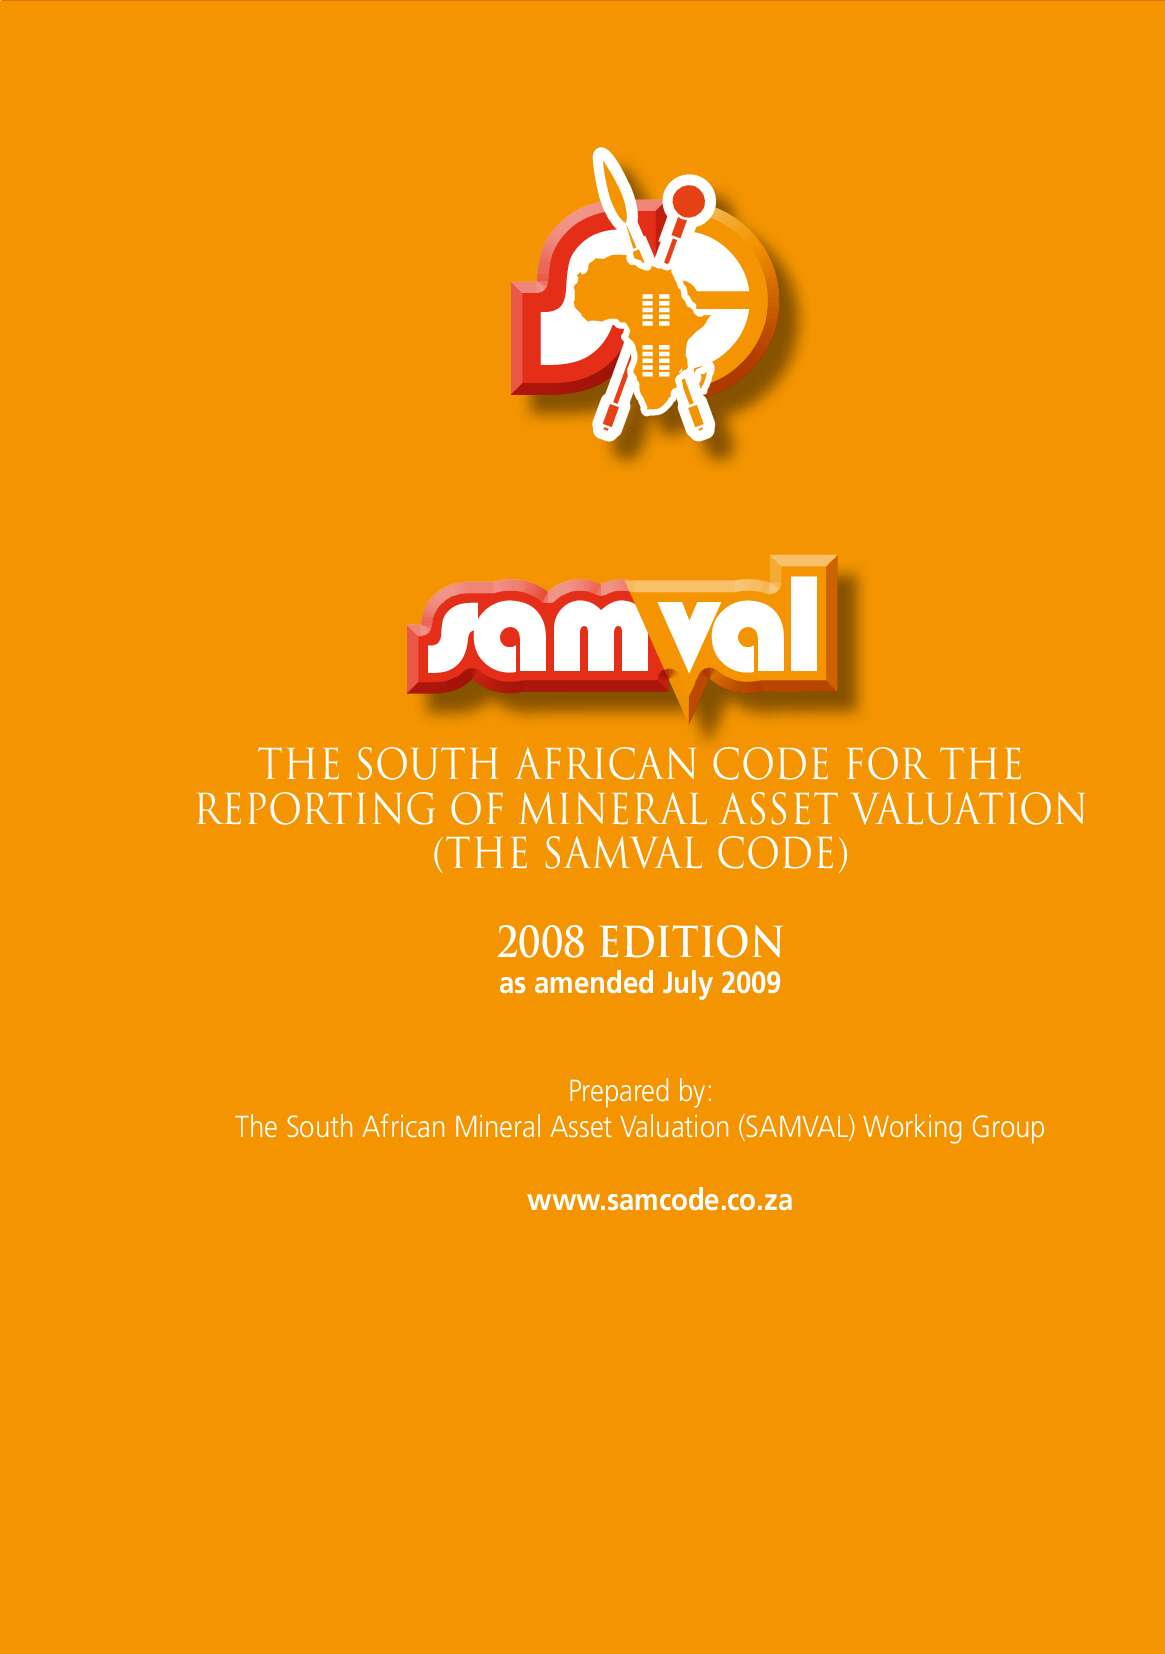 samval
THE SOUTH AFRICAN CODE FOR THE
REPORTING OF MINERAL ASSET VALUATION
(THE SAMVAL CODE)
2008 EDITION
as amended July 2009
Prepared by:
The South African Mineral Asset Valuation (SAMVAL) Working Group
www.samcode.co.za